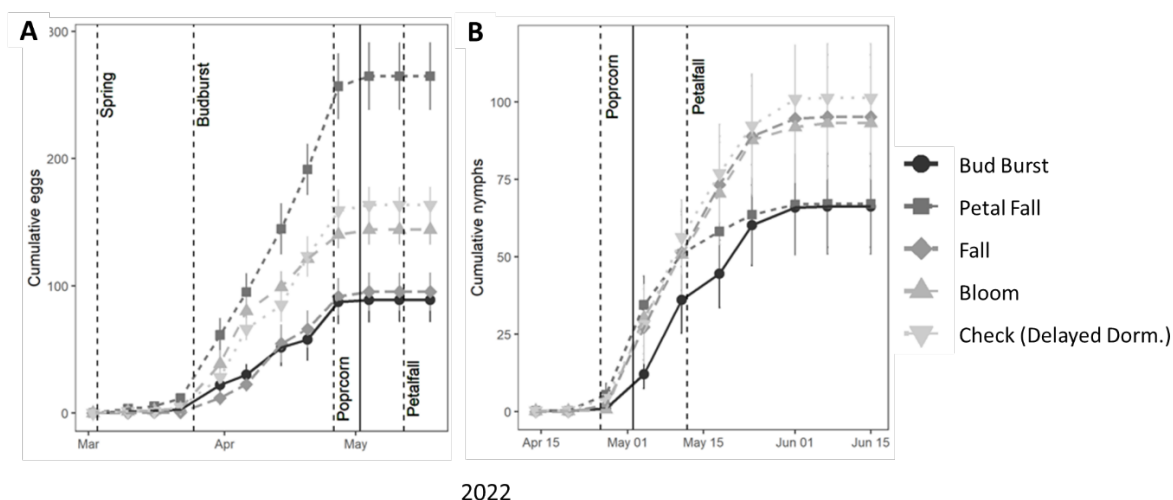 A
B
300
200
100
0
Cumulative eggs
Spring
Budburst
Poprcorn
Petalfall
Mar
Apr
May
100
75
50
25
0
Cumulative nymphs
Poprcorn
Petalfall
Apr 15
May 01
May 15
Jun 01
Jun 15
Bud Burst
Petal Fall
Fall
Bloom
Check (Delayed Dorm.)
2022